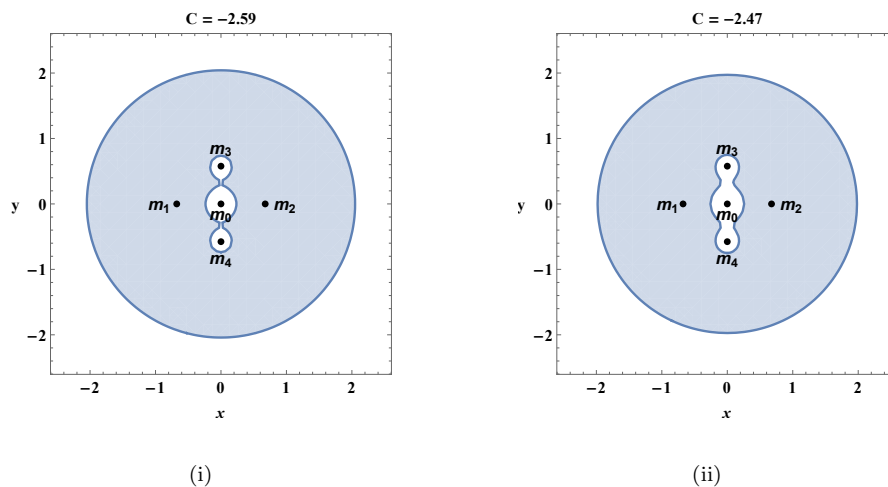 C = −2.59
2
1
y 0
−1
−2
m3
m1 m0 m2
m4
−2 −1 0 1 2
x
(i)
C = −2.47
2
1
y 0
−1
−2
m3
m1 m0 m2
m4
−2 −1 0 1 2
x
(ii)